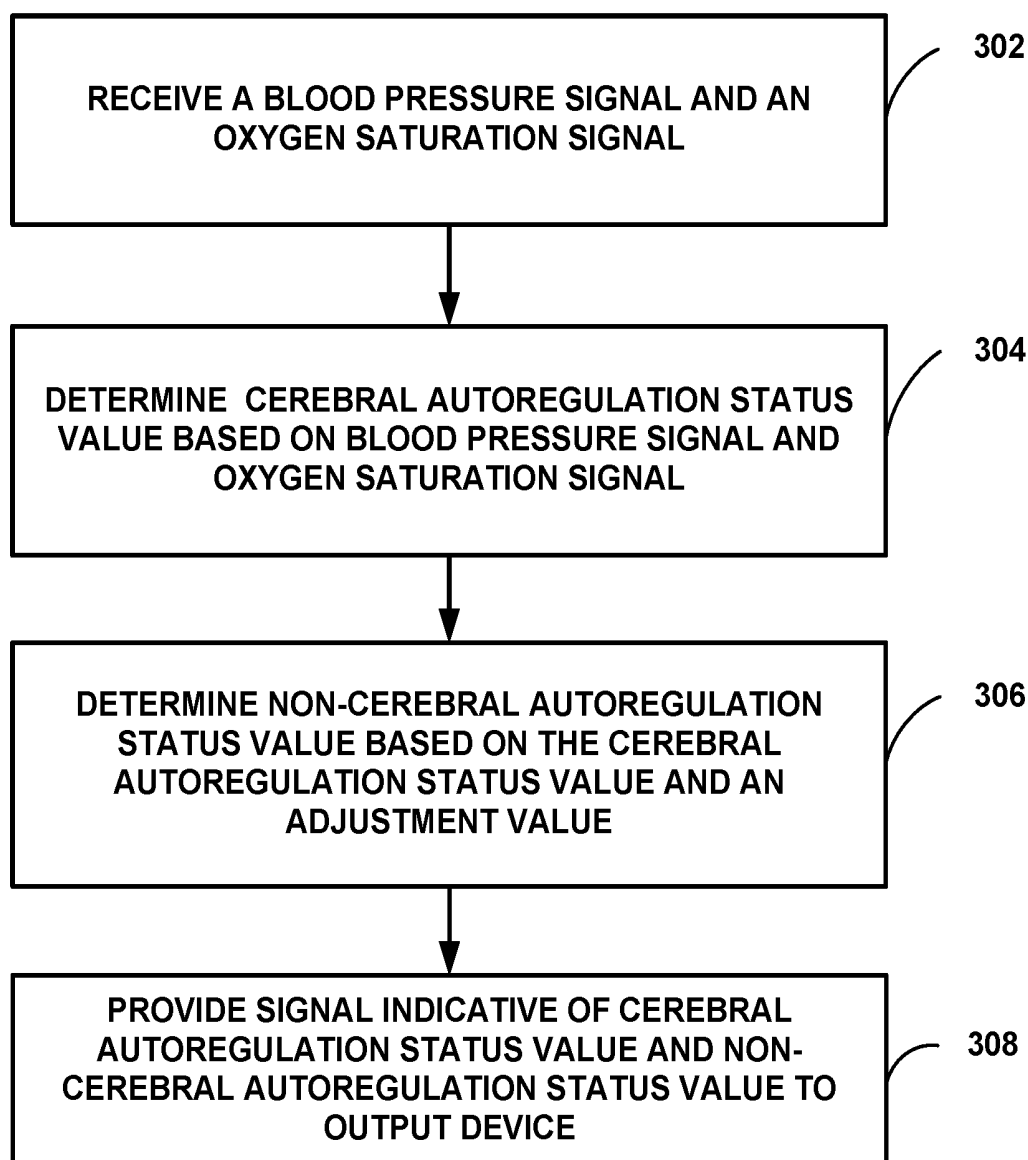 302
RECEIVE A BLOOD PRESSURE SIGNAL AND AN
OXYGEN SATURATION SIGNAL
304
DETERMINE CEREBRAL AUTOREGULATION STATUS
VALUE BASED ON BLOOD PRESSURE SIGNAL AND
OXYGEN SATURATION SIGNAL
306
DETERMINE NON-CEREBRAL AUTOREGULATION
STATUS VALUE BASED ON THE CEREBRAL
AUTOREGULATION STATUS VALUE AND AN
ADJUSTMENT VALUE
308
PROVIDE SIGNAL INDICATIVE OF CEREBRAL
AUTOREGULATION STATUS VALUE AND NON-
CEREBRAL AUTOREGULATION STATUS VALUE TO
OUTPUT DEVICE